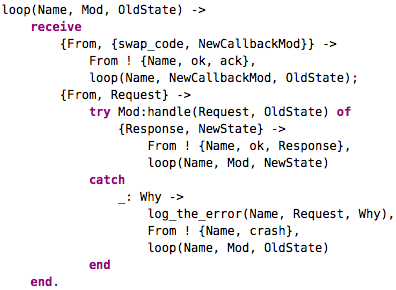 loop(Name, Mod, OldState) ->
    receive
        {From, {swap_code, NewCallbackMod}} ->
            From ! {Name, ok, ack},
            loop(Name, NewCallbackMod, OldState);
        {From, Request} ->
            try Mod:handle(Request, OldState) of
                {Response, NewState} ->
                    From ! {Name, ok, Response},
                    loop(Name, Mod, NewState)
            catch
                _: Why ->
                    log_the_error(Name, Request, Why),
                    From ! {Name, crash},
                    loop(Name, Mod, OldState)
            end
    end.